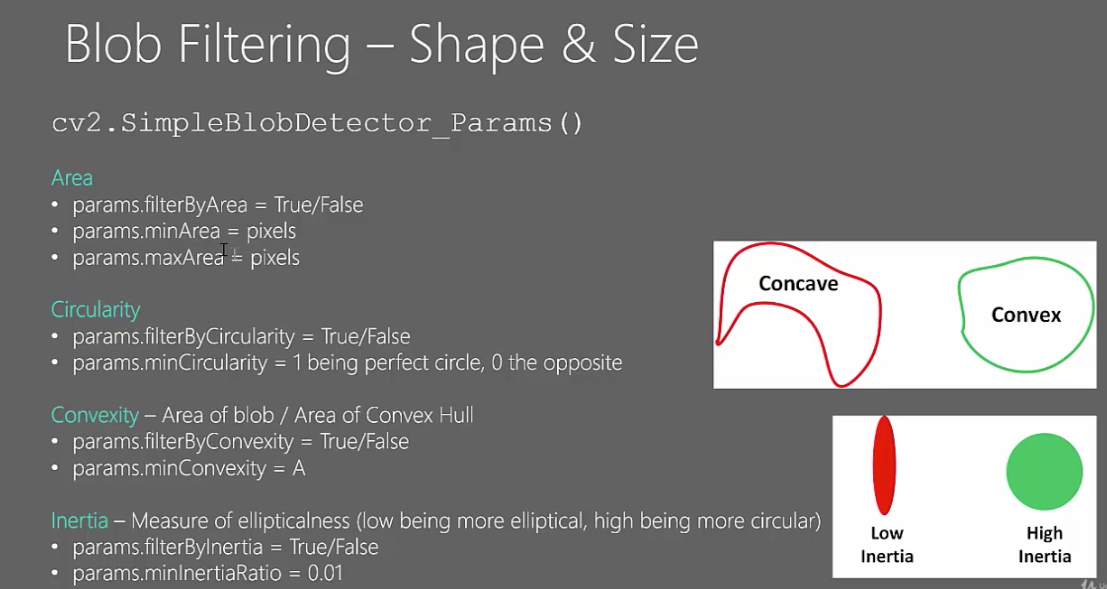 Blob Filtering – Shape & Size
cv2.SimpleBlobDetector_Params()
Area
• params.filterByArea = True/False
• params.minArea = pixels
• params.maxArea = pixels
Circularity
• params.filterByCircularity = True/False
• params.minCircularity = 1 being perfect circle, 0 the opposite
Convexity – Area of blob / Area of Convex Hull
• params.filterByConvexity = True/False
• params.minConvexity = A
Inertia – Measure of ellipticalness (low being more elliptical, high being more circular)
• params.filterByInertia = True/False
• params.minInertiaRatio = 0.01
Concave
Convex
Low
Inertia
High
Inertia